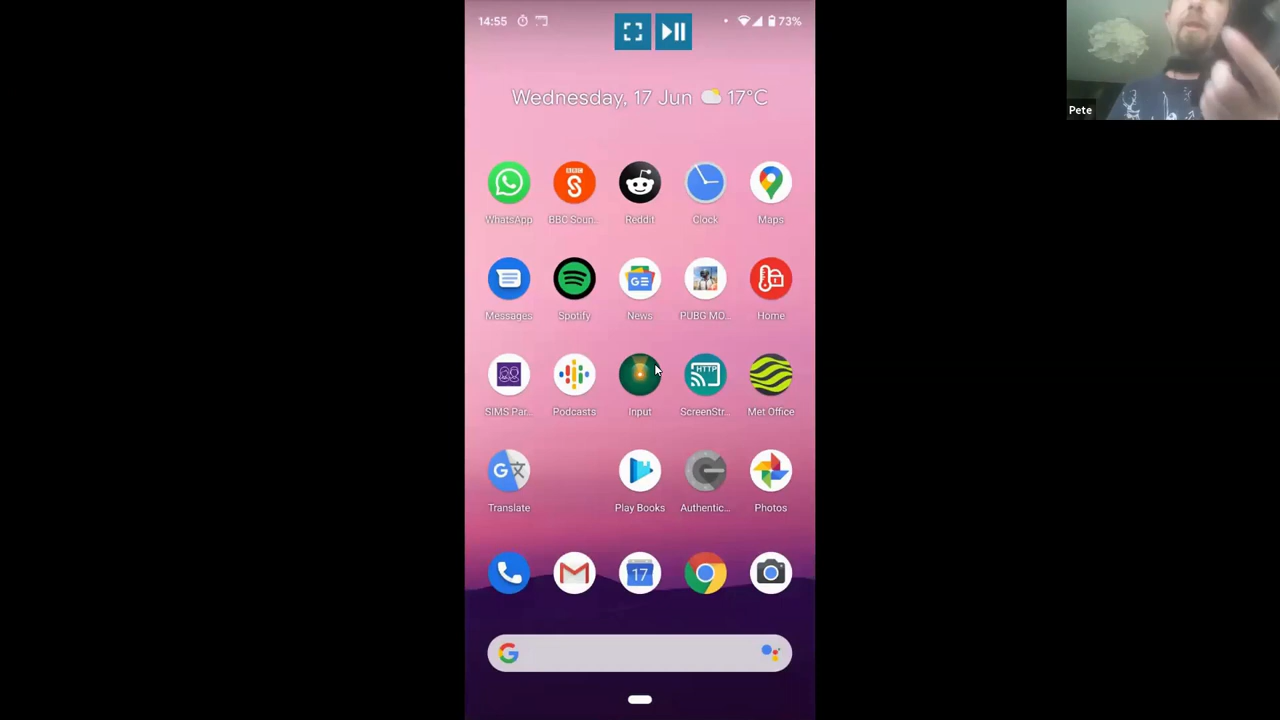 14:55
73%
Wednesday, 17 Jun 17°C
Pete
WhatsApp BBC Soun... Reddit Clock Maps
Messages Spotify News PUBG MO... Home
HTTP
SIMS Par... Podcasts Input ScreenStr... Met Office
Translate Play Books Authentic... Photos
17